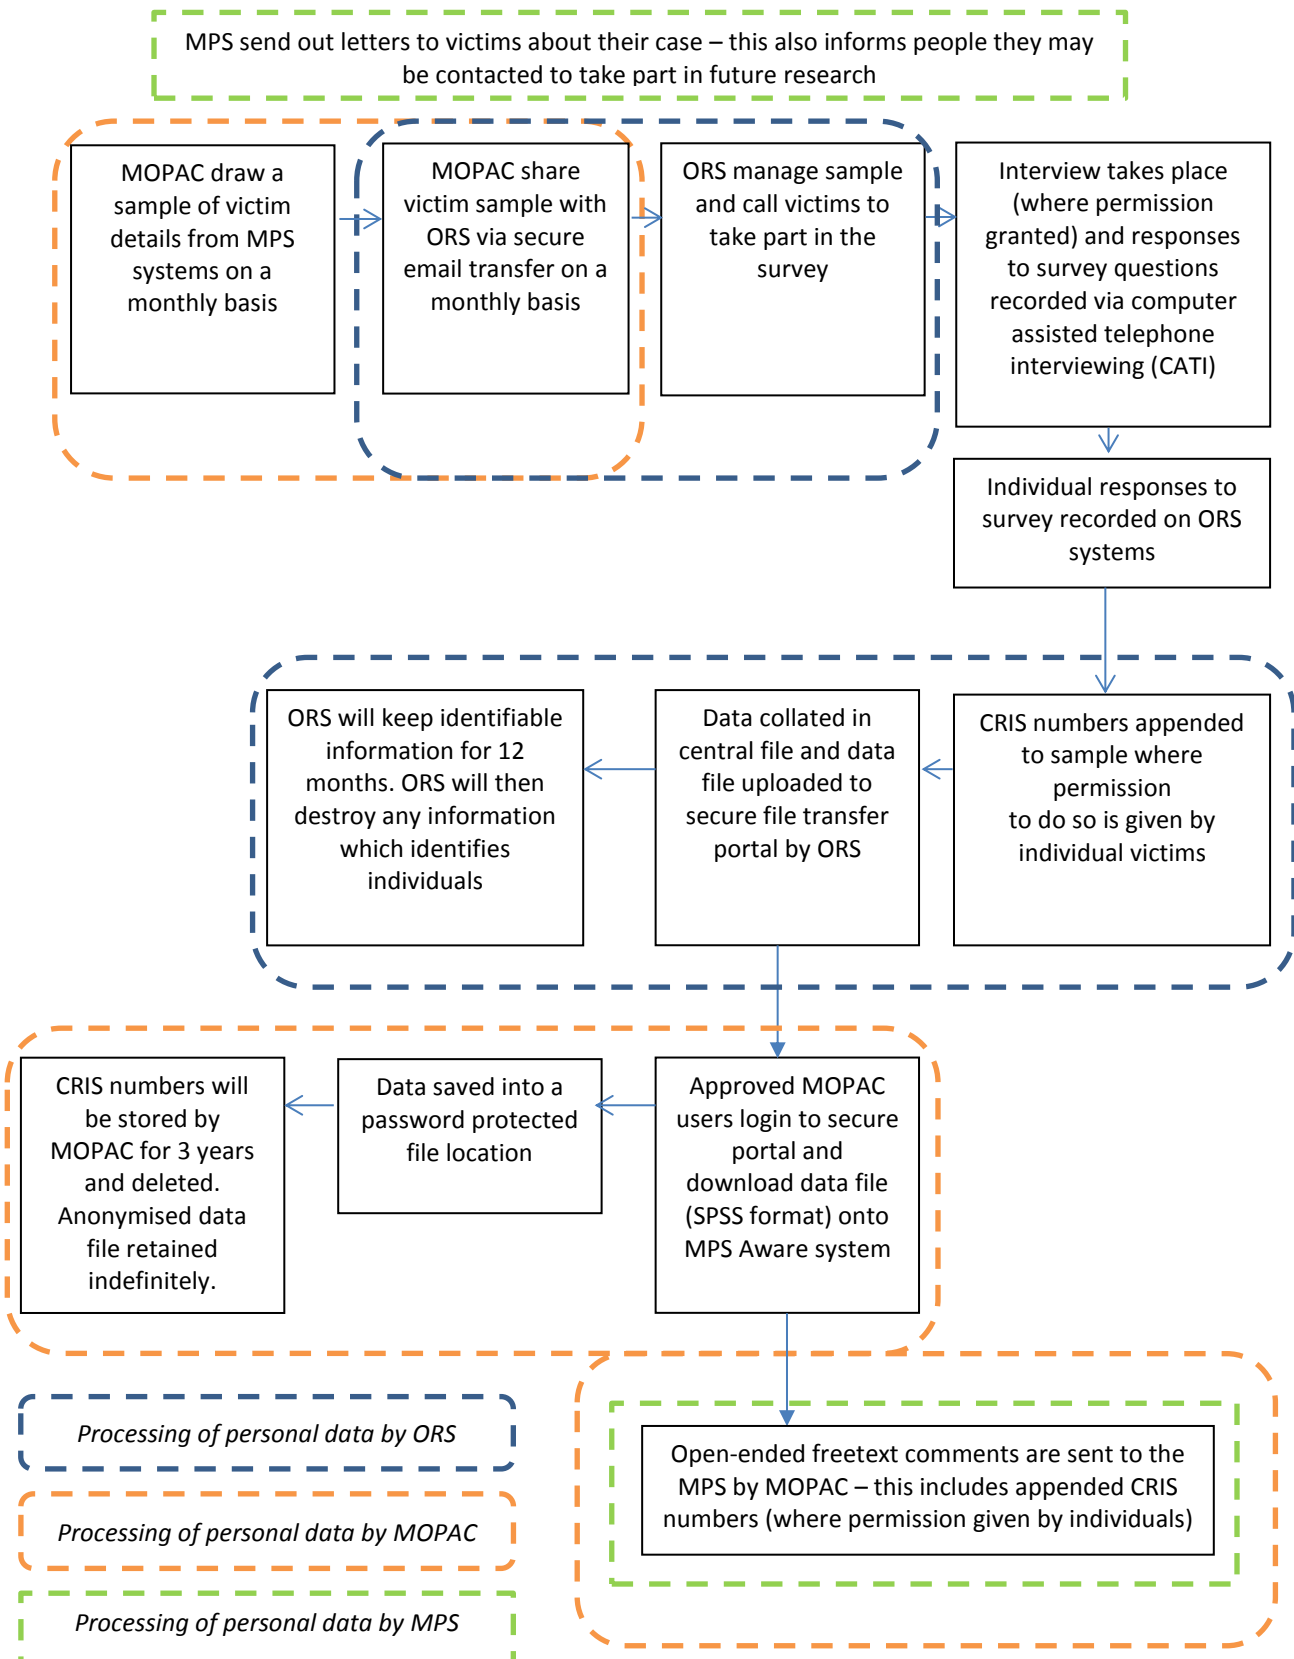 MPS send out letters to victims about their case – this also informs people they may
be contacted to take part in future research
MOPAC draw a
sample of victim
details from MPS
systems on a
monthly basis
MOPAC share
victim sample with
ORS via secure
email transfer on a
monthly basis
ORS manage sample
and call victims to
take part in the
survey
Interview takes place
(where permission
granted) and responses
to survey questions
recorded via computer
assisted telephone
interviewing (CATI)
Individual responses to
survey recorded on ORS
systems
CRIS numbers appended
to sample where
permission
to do so is given by
individual victims
Data collated in
central file and data
file uploaded to
secure file transfer
portal by ORS
ORS will keep identifiable
information for 12
months. ORS will then
destroy any information
which identifies
individuals
Approved MOPAC
users login to secure
portal and
download data file
(SPSS format) onto
MPS Aware system
Data saved into a
password protected
file location
CRIS numbers will
be stored by
MOPAC for 3 years
and deleted.
Anonymised data
file retained
indefinitely.
Open-ended freetext comments are sent to the
MPS by MOPAC – this includes appended CRIS
numbers (where permission given by individuals)
Processing of personal data by ORS
Processing of personal data by MOPAC
Processing of personal data by MPS